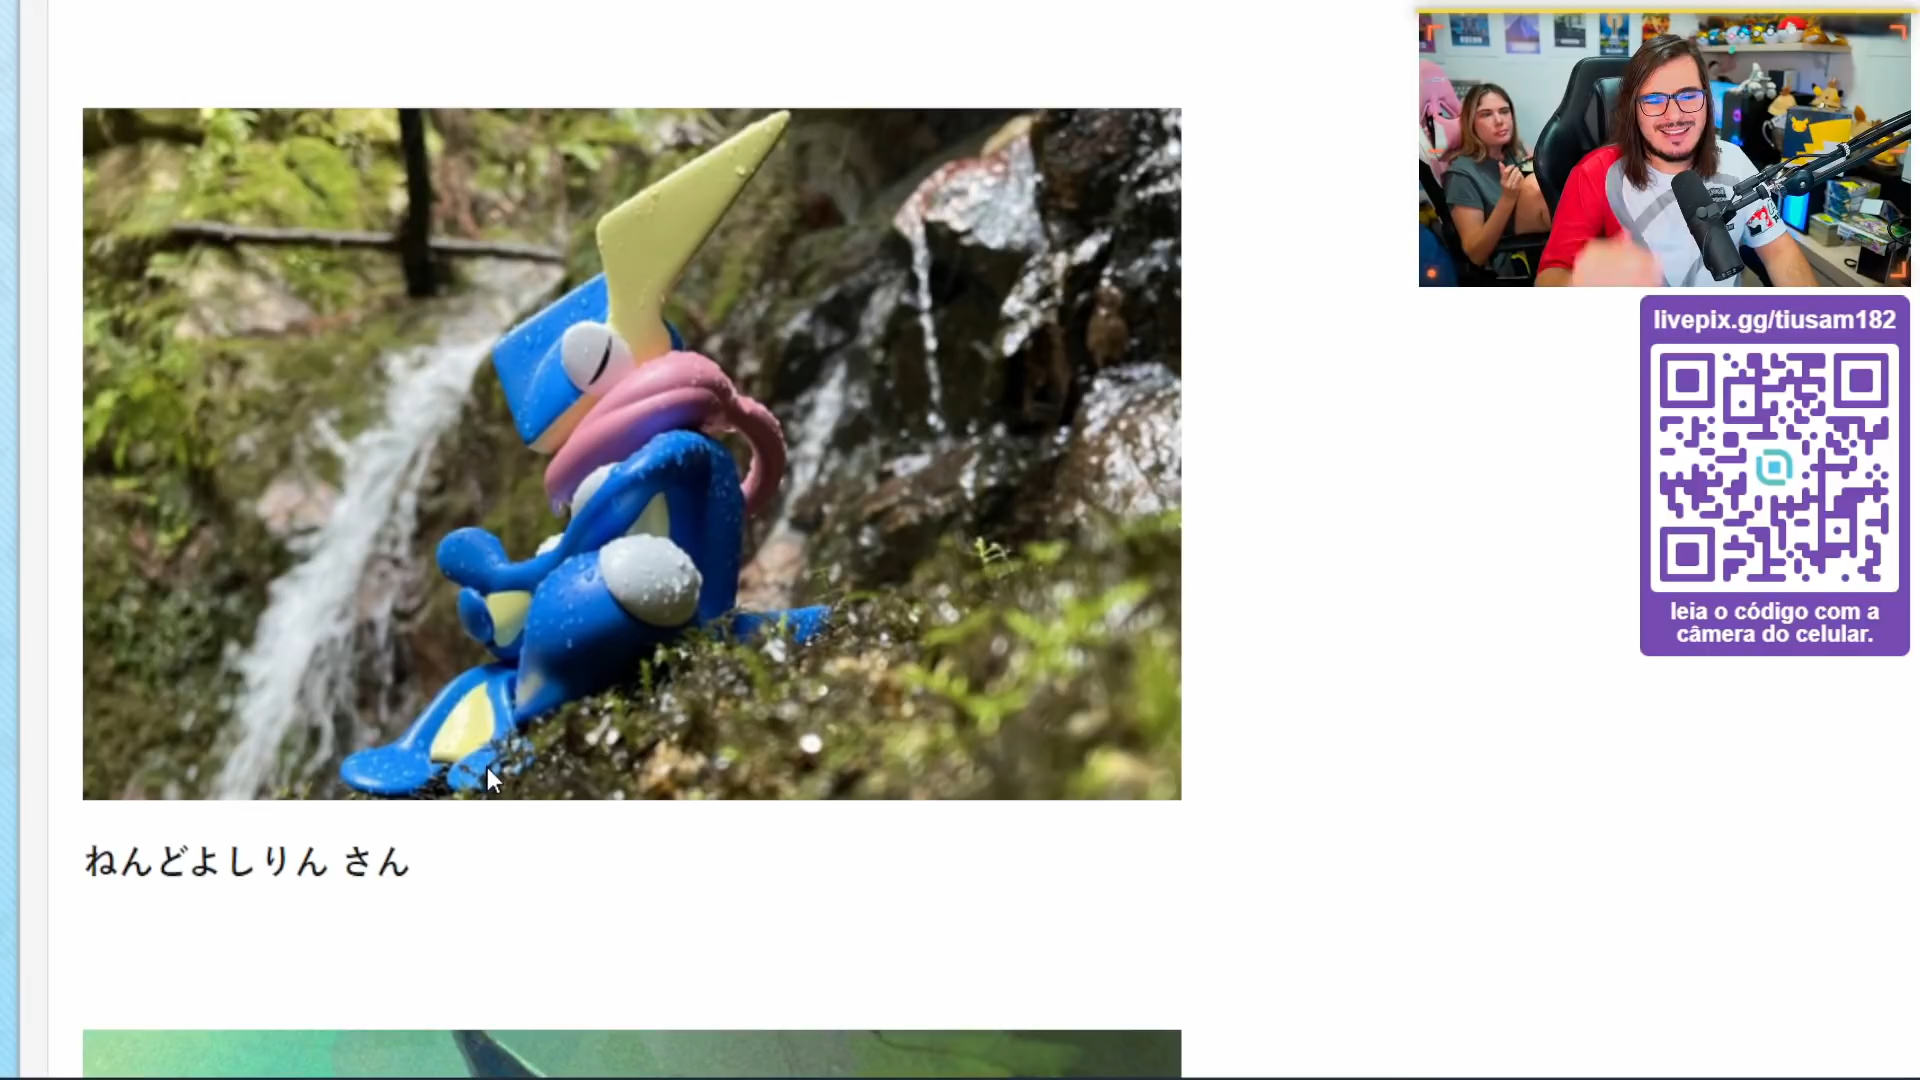 livepix.gg/tiusam182
leia o código com a
câmera do celular.
ねんどよしりん さん